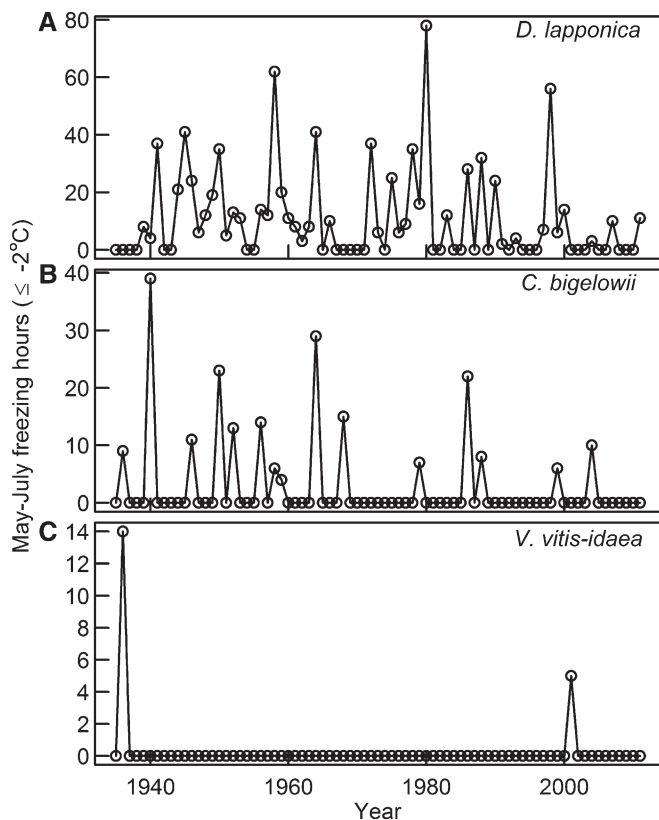 A
D. lapponica
80
60
40
20
0
B
C. bigelowii
40
30
20
10
0
May-July freezing hours (≤ -2°C)
C
V. vitis-idaea
14
12
10
8
6
4
2
0
1940 1960 1980 2000
Year